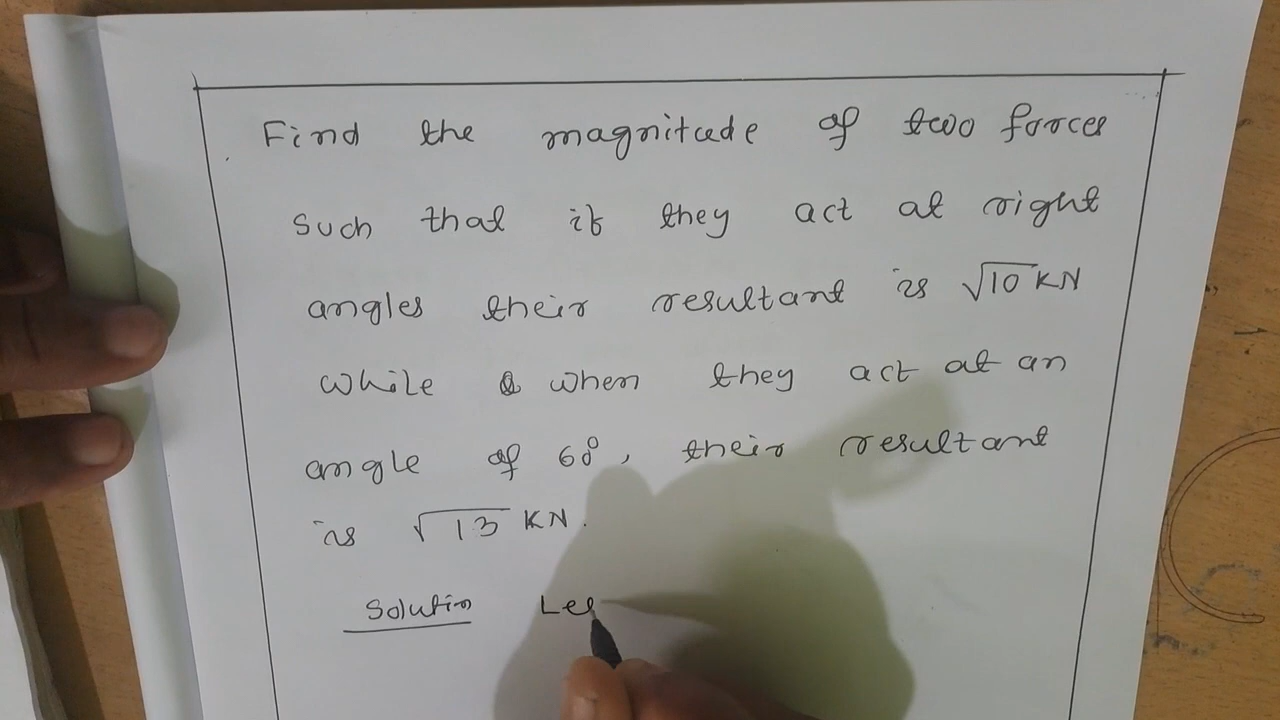 Find the magnitude of two forces
such that if they act at right
angles their resultant is √10 KN
while & when they act at an
angle of 60°, their resultant
is √13 KN.
Solution Let